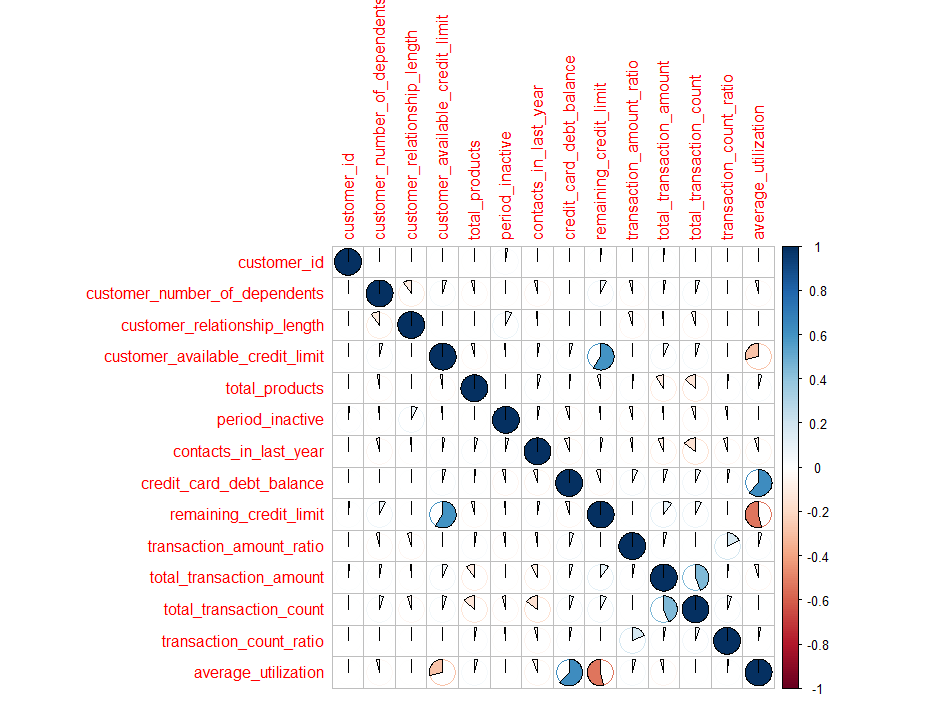 customer_id
customer_number_of_dependents
customer_relationship_length
customer_available_credit_limit
total_products
period_inactive
contacts_in_last_year
credit_card_debt_balance
remaining_credit_limit
transaction_amount_ratio
total_transaction_amount
total_transaction_count
transaction_count_ratio
average_utilization
customer_id
customer_number_of_dependents
customer_relationship_length
customer_available_credit_limit
total_products
period_inactive
contacts_in_last_year
credit_card_debt_balance
remaining_credit_limit
transaction_amount_ratio
total_transaction_amount
total_transaction_count
transaction_count_ratio
average_utilization
1
0.8
0.6
0.4
0.2
0
-0.2
-0.4
-0.6
-0.8
-1